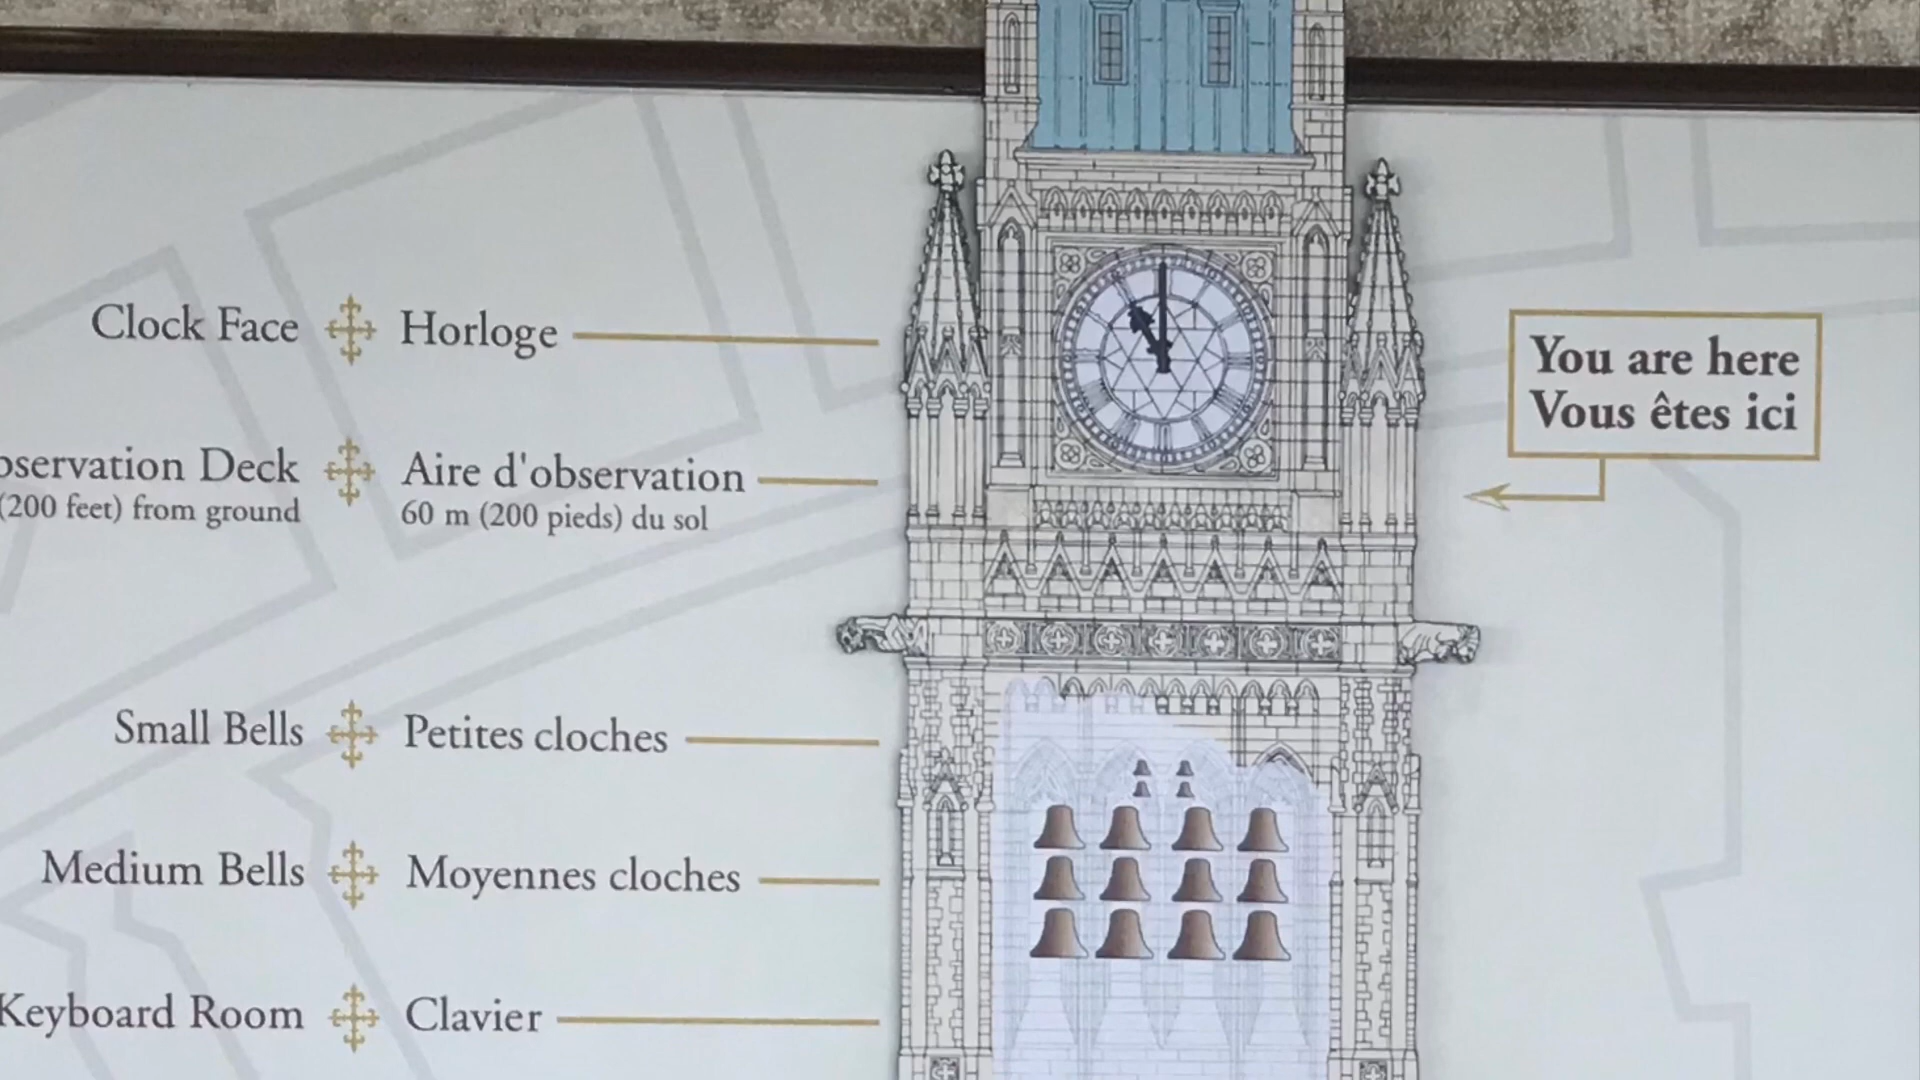 Clock Face Horloge
You are here
Vous êtes ici
Deck Aire d'observation
(200 feet) from ground 60 m (200 pieds) du sol
Small Bells Petites cloches
Medium Bells Moyennes cloches
Keyboard Room Clavier